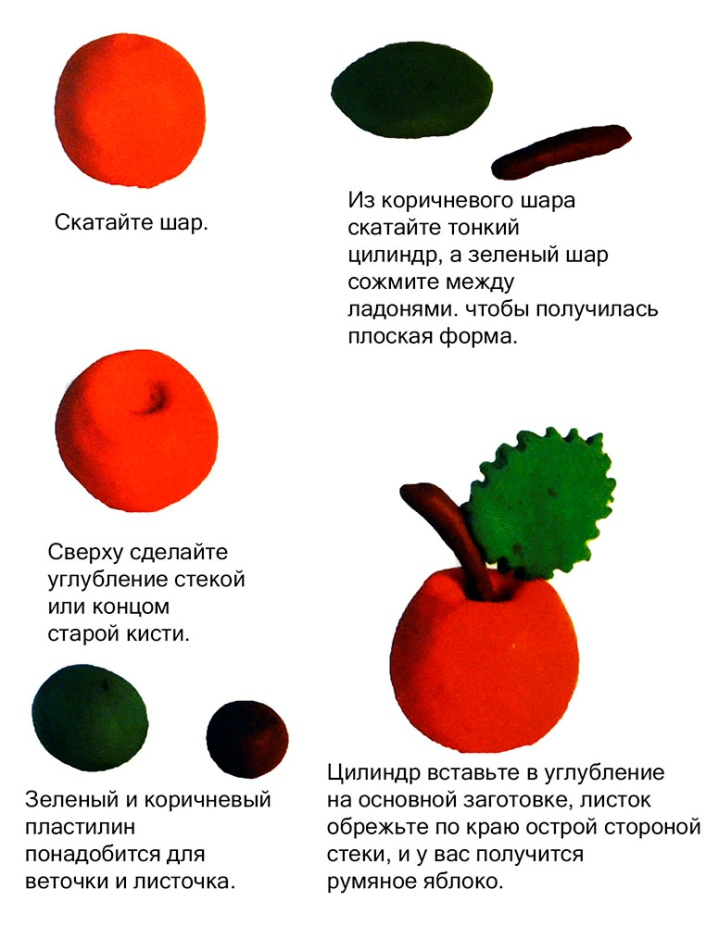 Скатайте шар.
Сверху сделайте
углубление стекой
или концом
старой кисти.
Зеленый и коричневый
пластилин
понадобится для
веточки и листочка.
Из коричневого шара
скатайте тонкий
цилиндр, а зеленый шар
сожмите между
ладонями. чтобы получилась
плоская форма.
Цилиндр вставьте в углубление
на основной заготовке, листок
обрежьте по краю острой стороной
стеки, и у вас получится
румяное яблоко.